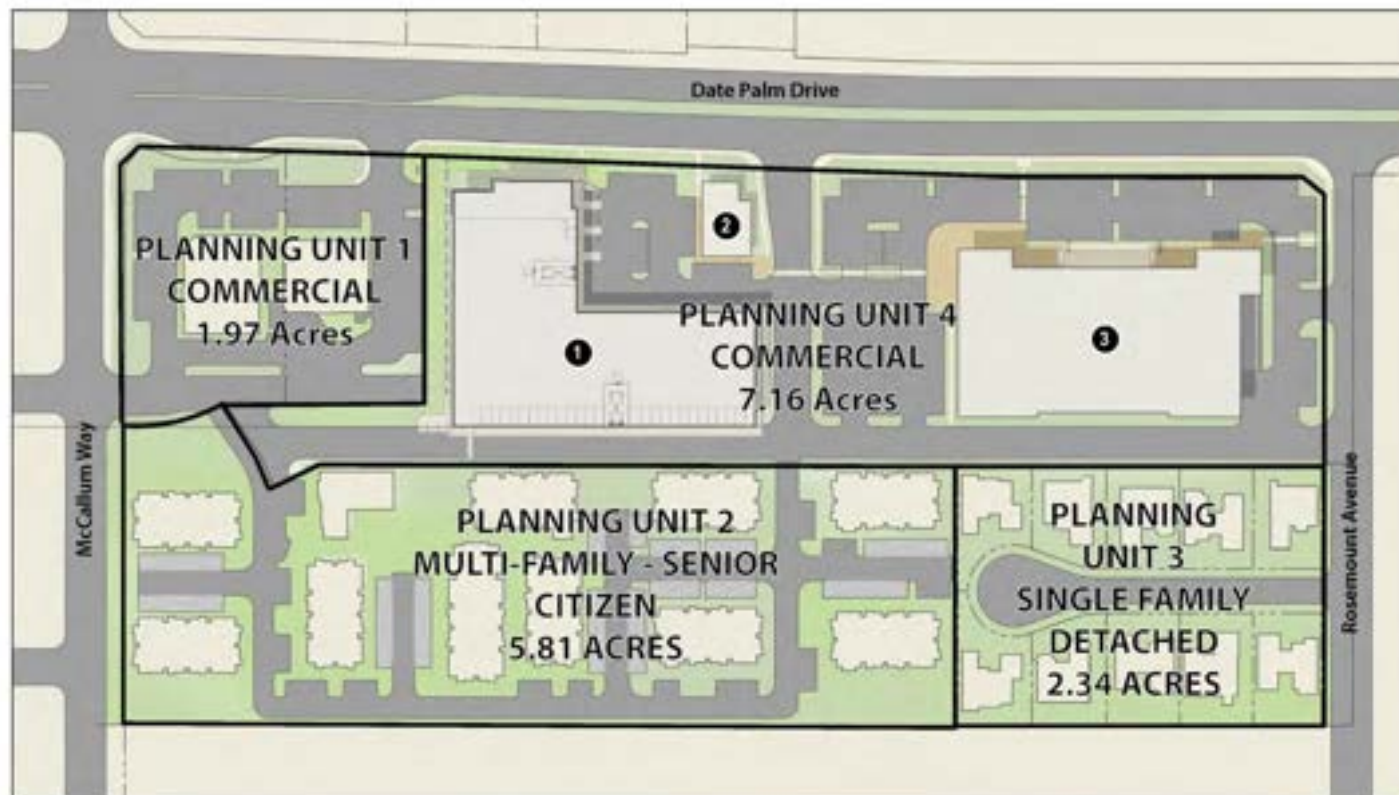 Date Palm Drive
PLANNING UNIT 1
COMMERCIAL
1.97 Acres
2
1
PLANNING UNIT 4
COMMERCIAL
7.16 Acres
3
McCallum Way
PLANNING UNIT 2
MULTI-FAMILY - SENIOR
CITIZEN
5.81 ACRES
PLANNING
UNIT 3
SINGLE FAMILY
DETACHED
2.34 ACRES
Rosemount Avenue